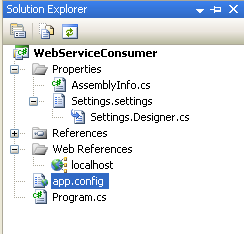 Solution Explorer
WebServiceConsumer
Properties
AssemblyInfo.cs
Settings.settings
Settings.Designer.cs
References
Web References
localhost
app.config
Program.cs